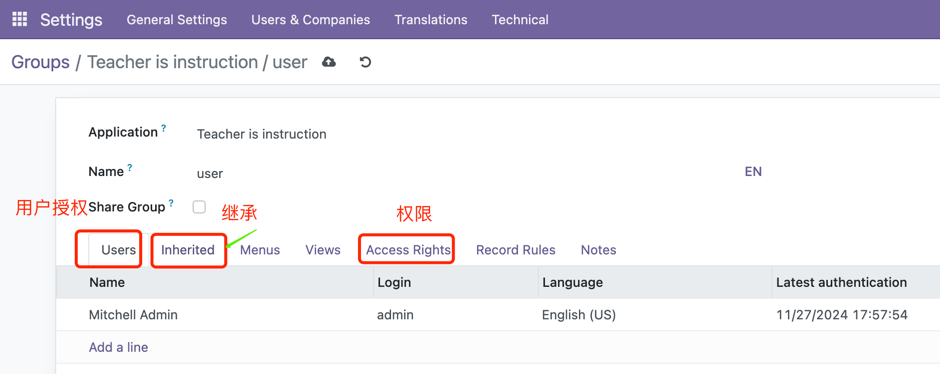 Settings General Settings Users & Companies Translations Technical
Groups / Teacher is instruction / user
Application ? Teacher is instruction
Name ? user EN
用户授权 Share Group ? 继承 权限
Users Inherited Menus Views Access Rights Record Rules Notes
Name Login Language Latest authentication
Mitchell Admin admin English (US) 11/27/2024 17:57:54
Add a line